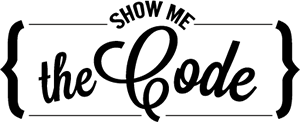 SHOW ME
{ the Code }